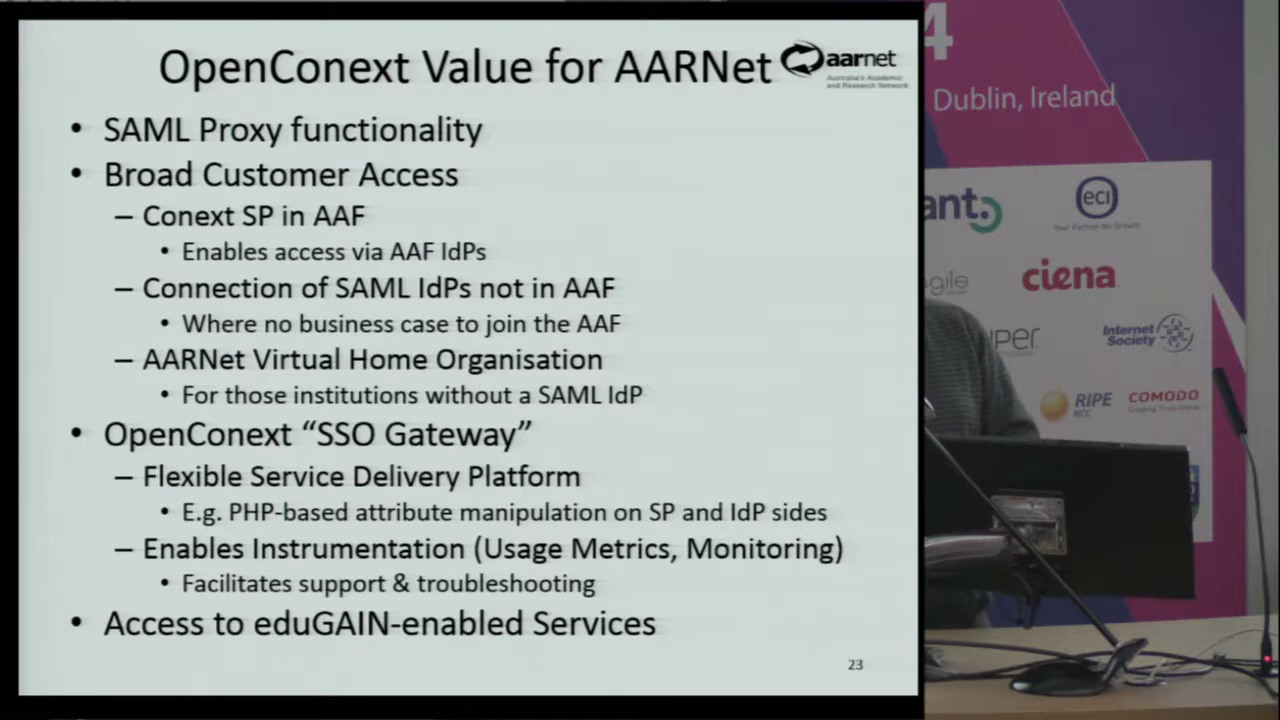 OpenConext Value for AARNet
aarnet
Australia's Academic
and Research Network
• SAML Proxy functionality
• Broad Customer Access
– Conext SP in AAF
• Enables access via AAF IdPs
– Connection of SAML IdPs not in AAF
• Where no business case to join the AAF
– AARNet Virtual Home Organisation
• For those institutions without a SAML IdP
• OpenConext “SSO Gateway”
– Flexible Service Delivery Platform
• E.g. PHP-based attribute manipulation on SP and IdP sides
– Enables Instrumentation (Usage Metrics, Monitoring)
• Facilitates support & troubleshooting
• Access to eduGAIN-enabled Services
23
4
Dublin, Ireland
ant.
eci
Your Partner for Growth
agile
ciena
iper
Internet
Society
RIPE
NCC
COMODO
Creating Trust Online